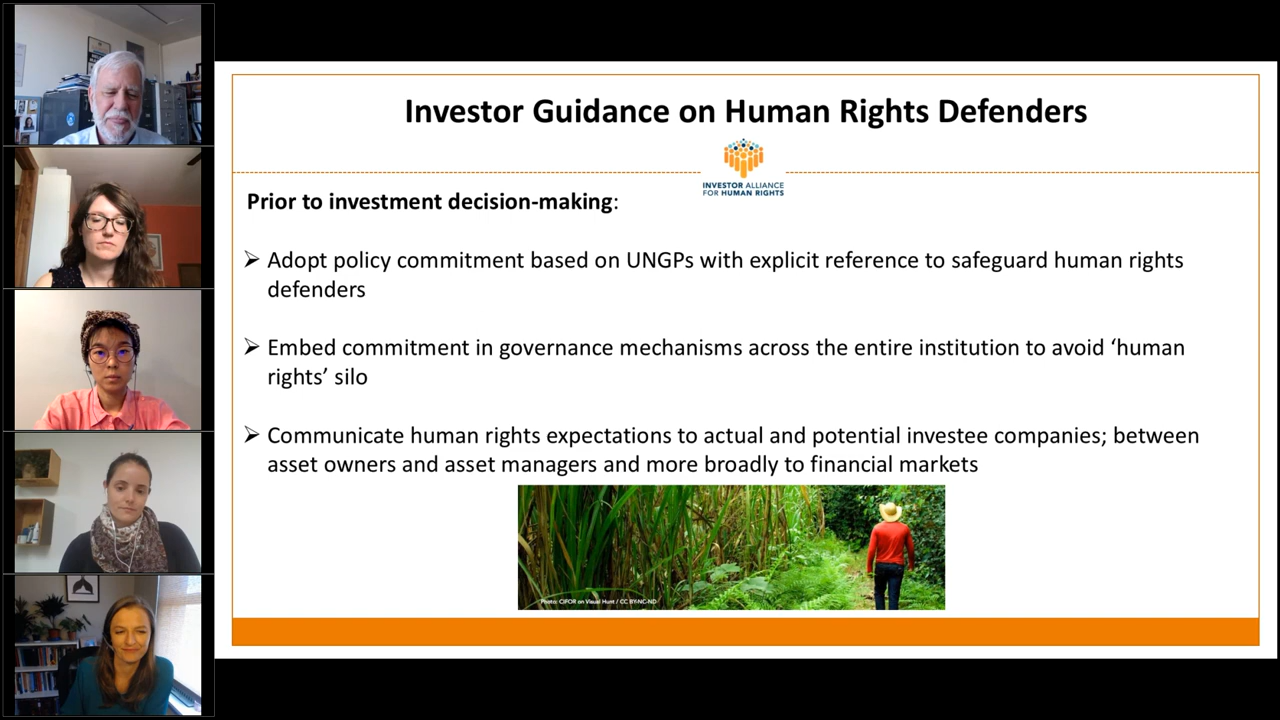 Investor Guidance on Human Rights Defenders
INVESTOR ALLIANCE
FOR HUMAN RIGHTS
Prior to investment decision-making:
➢ Adopt policy commitment based on UNGPs with explicit reference to safeguard human rights
defenders
➢ Embed commitment in governance mechanisms across the entire institution to avoid ‘human
rights’ silo
➢ Communicate human rights expectations to actual and potential investee companies; between
asset owners and asset managers and more broadly to financial markets
Photo: CIFOR on Visual Hunt / CC BY-NC-ND